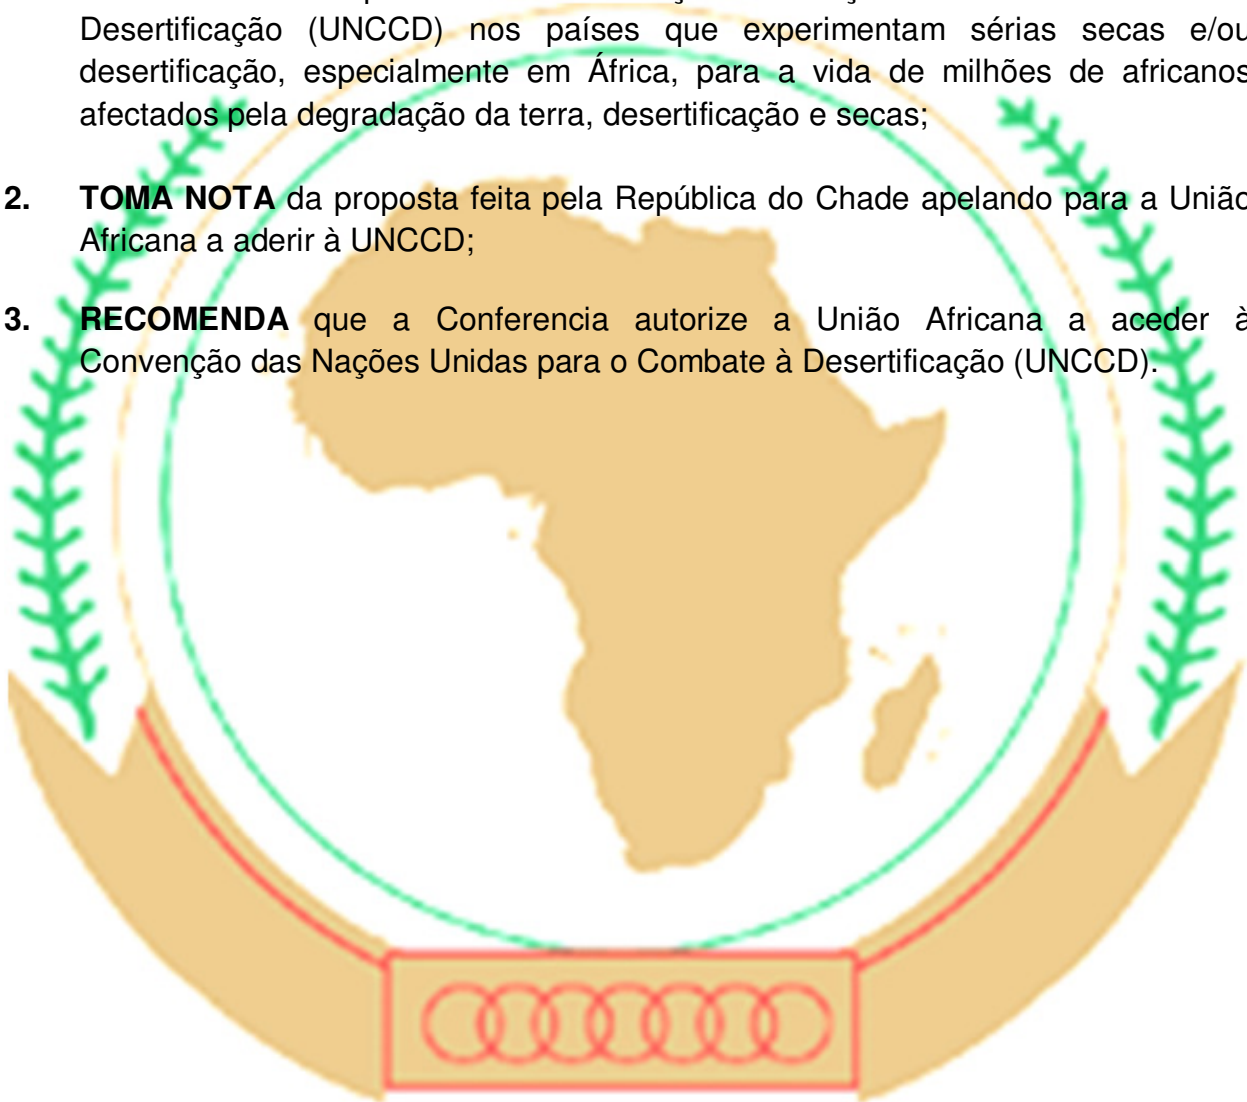 Desertificação (UNCCD) nos países que experimentam sérias secas e/ou
desertificação, especialmente em África, para a vida de milhões de africanos
afectados pela degradação da terra, desertificação e secas;
2. TOMA NOTA da proposta feita pela República do Chade apelando para a União
Africana a aderir à UNCCD;
3. RECOMENDA que a Conferencia autorize a União Africana a aceder à
Convenção das Nações Unidas para o Combate à Desertificação (UNCCD).